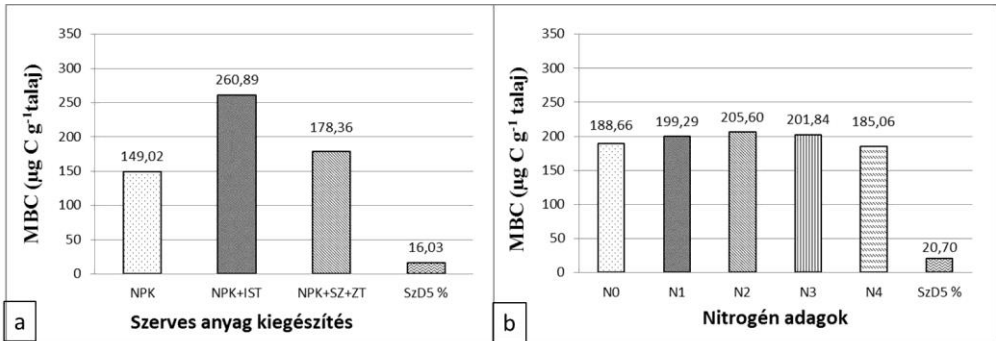 MBC (µg C g-1talaj)
350
300
250
200
150
100
50
0
149,02
260,89
178,36
16,03
NPK
NPK+IST
NPK+SZ+ZT
SzD5 %
Szerves anyag kiegészítés
a
MBC (µg C g-1 talaj)
350
300
250
200
150
100
50
0
188,66
199,29
205,60
201,84
185,06
20,70
N0
N1
N2
N3
N4
SzD5 %
Nitrogén adagok
b